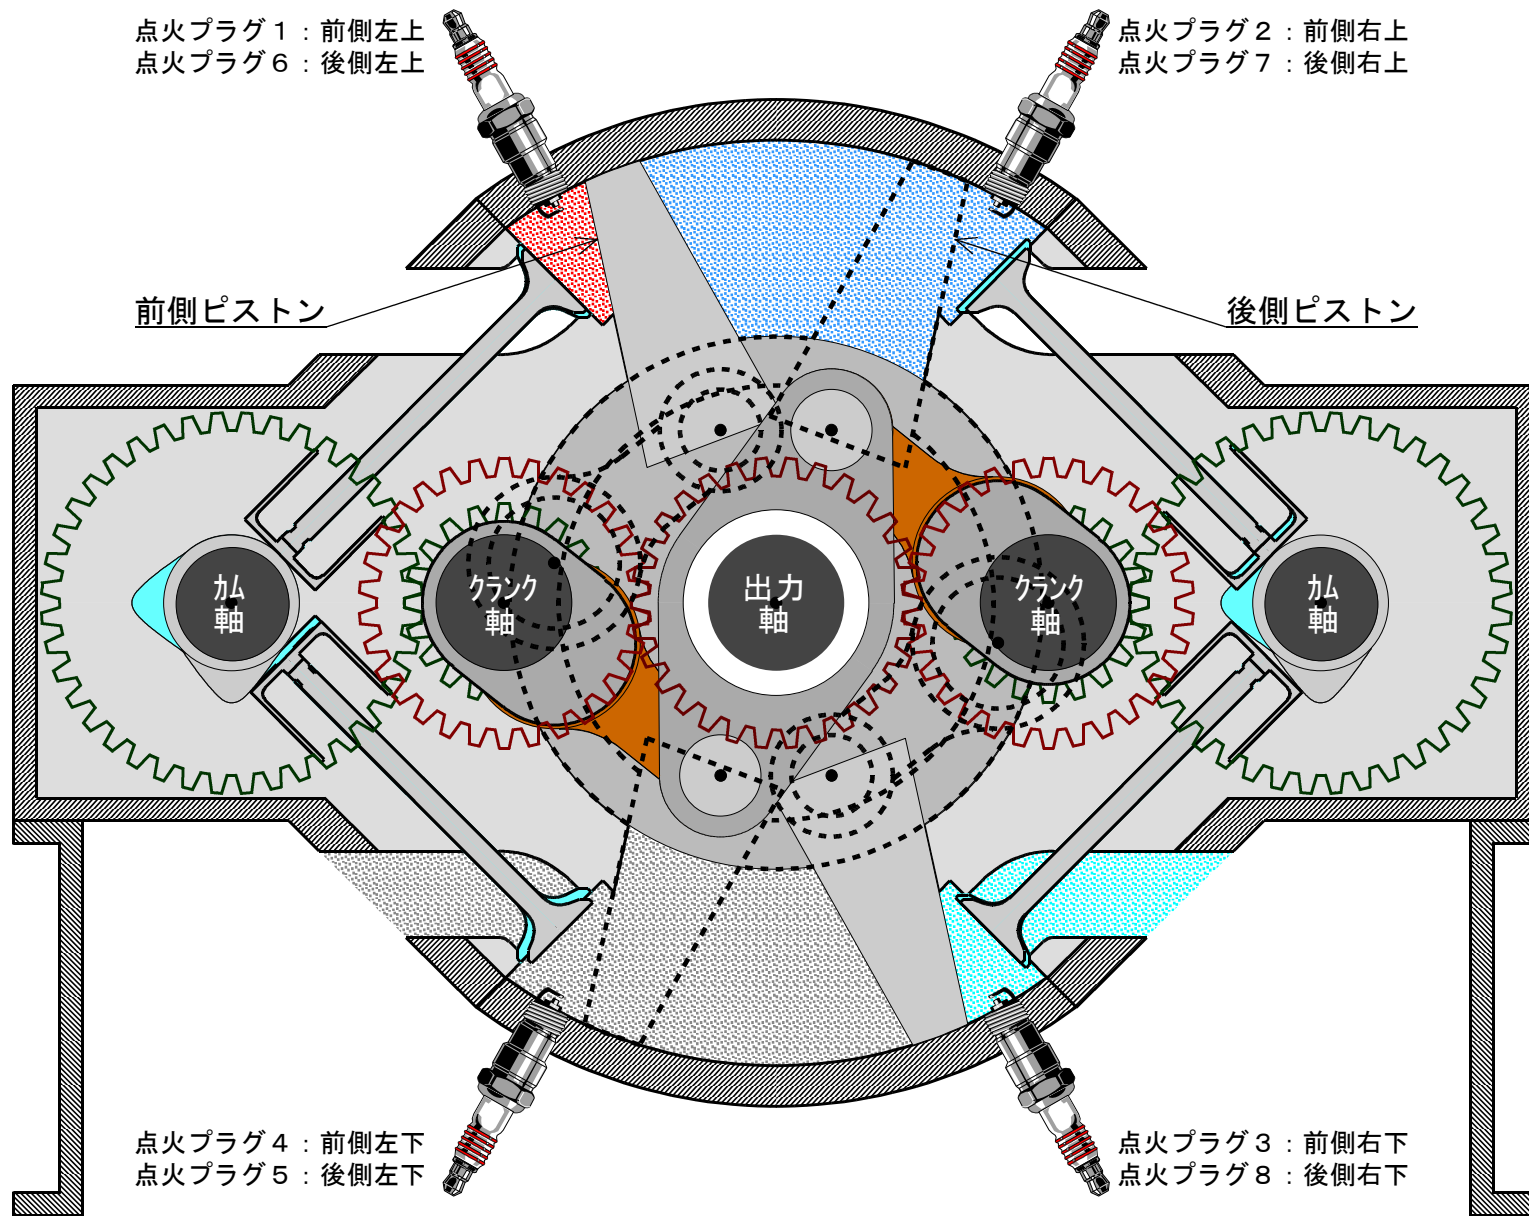 点火プラグ１：前側左上
点火プラグ６：後側左上
点火プラグ２：前側右上
点火プラグ７：後側右上
前側ピストン
後側ピストン
ｶﾑ
軸
ｸﾗﾝｸ
軸
出力
軸
ｸﾗﾝｸ
軸
ｶﾑ
軸
点火プラグ４：前側左下
点火プラグ５：後側左下
点火プラグ３：前側右下
点火プラグ８：後側右下